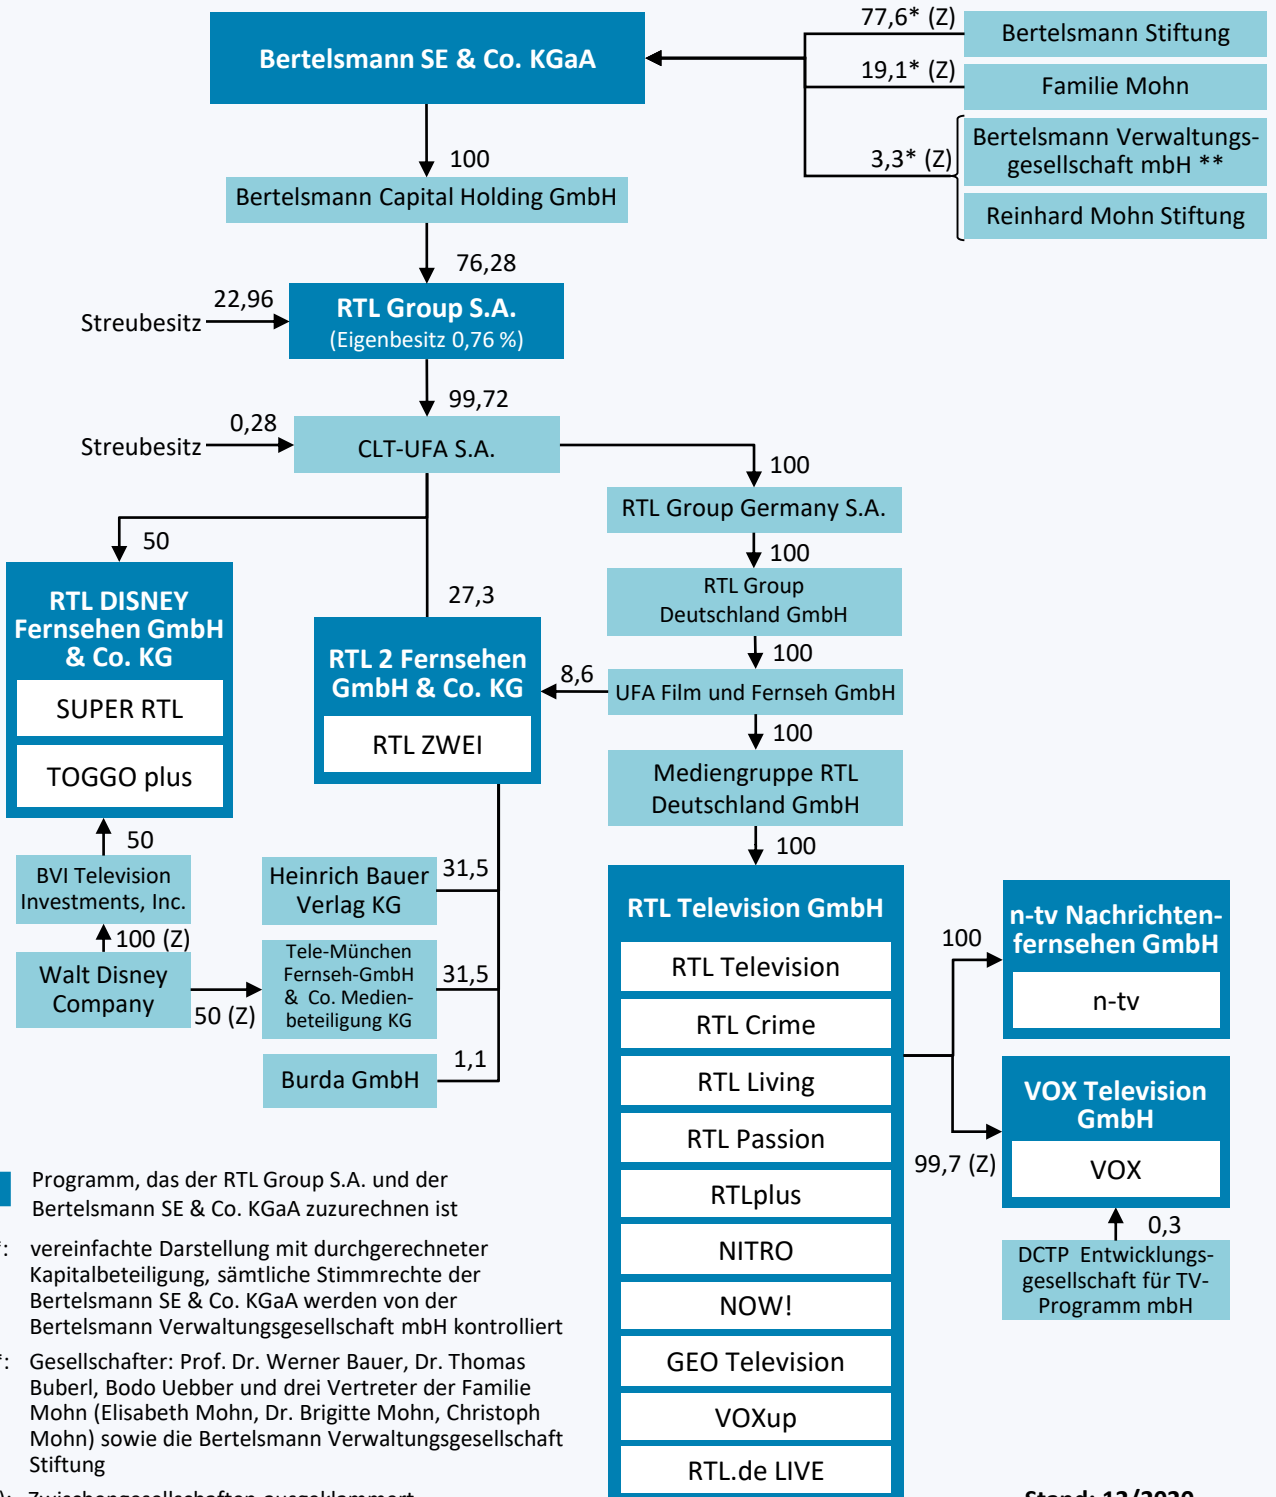 77,6* (Z)
Bertelsmann Stiftung
Bertelsmann SE & Co. KGaA
19,1* (Z)
Familie Mohn
3,3* (Z)
Bertelsmann Verwaltungs-
gesellschaft mbH **
Reinhard Mohn Stiftung
100
Bertelsmann Capital Holding GmbH
76,28
Streubesitz
22,96
RTL Group S.A.
(Eigenbesitz 0,76 %)
99,72
Streubesitz
0,28
CLT-UFA S.A.
100
RTL Group Germany S.A.
100
RTL Group
Deutschland GmbH
100
UFA Film und Fernseh GmbH
8,6
100
Mediengruppe RTL
Deutschland GmbH
100
50
RTL DISNEY
Fernsehen GmbH
& Co. KG
SUPER RTL
TOGGO plus
50
BVI Television
Investments, Inc.
100 (Z)
Walt Disney
Company
50 (Z)
27,3
RTL 2 Fernsehen
GmbH & Co. KG
RTL ZWEI
Heinrich Bauer
Verlag KG
31,5
Tele-München
Fernseh-GmbH
& Co. Medien-
beteiligung KG
31,5
Burda GmbH
1,1
RTL Television GmbH
RTL Television
RTL Crime
RTL Living
RTL Passion
RTLplus
NITRO
NOW!
GEO Television
VOXup
RTL.de LIVE
100
n-tv Nachrichten-
fernsehen GmbH
n-tv
99,7 (Z)
VOX Television
GmbH
VOX
0,3
DCTP Entwicklungs-
gesellschaft für TV-
Programm mbH
Programm, das der RTL Group S.A. und der
Bertelsmann SE & Co. KGaA zuzurechnen ist
*: vereinfachte Darstellung mit durchgerechneter
Kapitalbeteiligung, sämtliche Stimmrechte der
Bertelsmann SE & Co. KGaA werden von der
Bertelsmann Verwaltungsgesellschaft mbH kontrolliert
*: Gesellschafter: Prof. Dr. Werner Bauer, Dr. Thomas
Buberl, Bodo Uebber und drei Vertreter der Familie
Mohn (Elisabeth Mohn, Dr. Brigitte Mohn, Christoph
Mohn) sowie die Bertelsmann Verwaltungsgesellschaft
Stiftung
): Zwischengesellschaften ausgeklammert
Stand: 12/2020